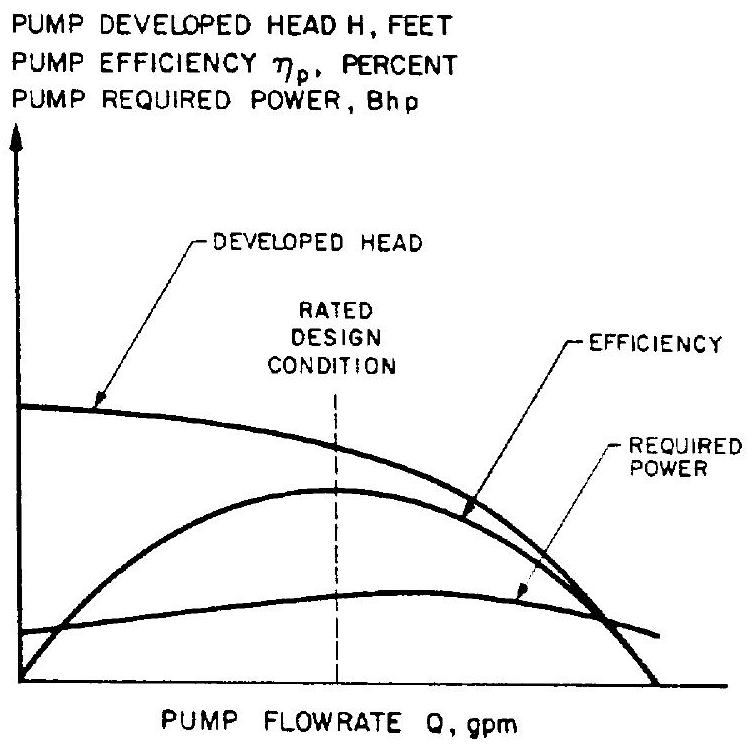 PUMP DEVELOPED HEAD H, FEET
PUMP EFFICIENCY ηp, PERCENT
PUMP REQUIRED POWER, Bhp
DEVELOPED HEAD
RATED
DESIGN
CONDITION
EFFICIENCY
REQUIRED
POWER
PUMP FLOWRATE Q, gpm